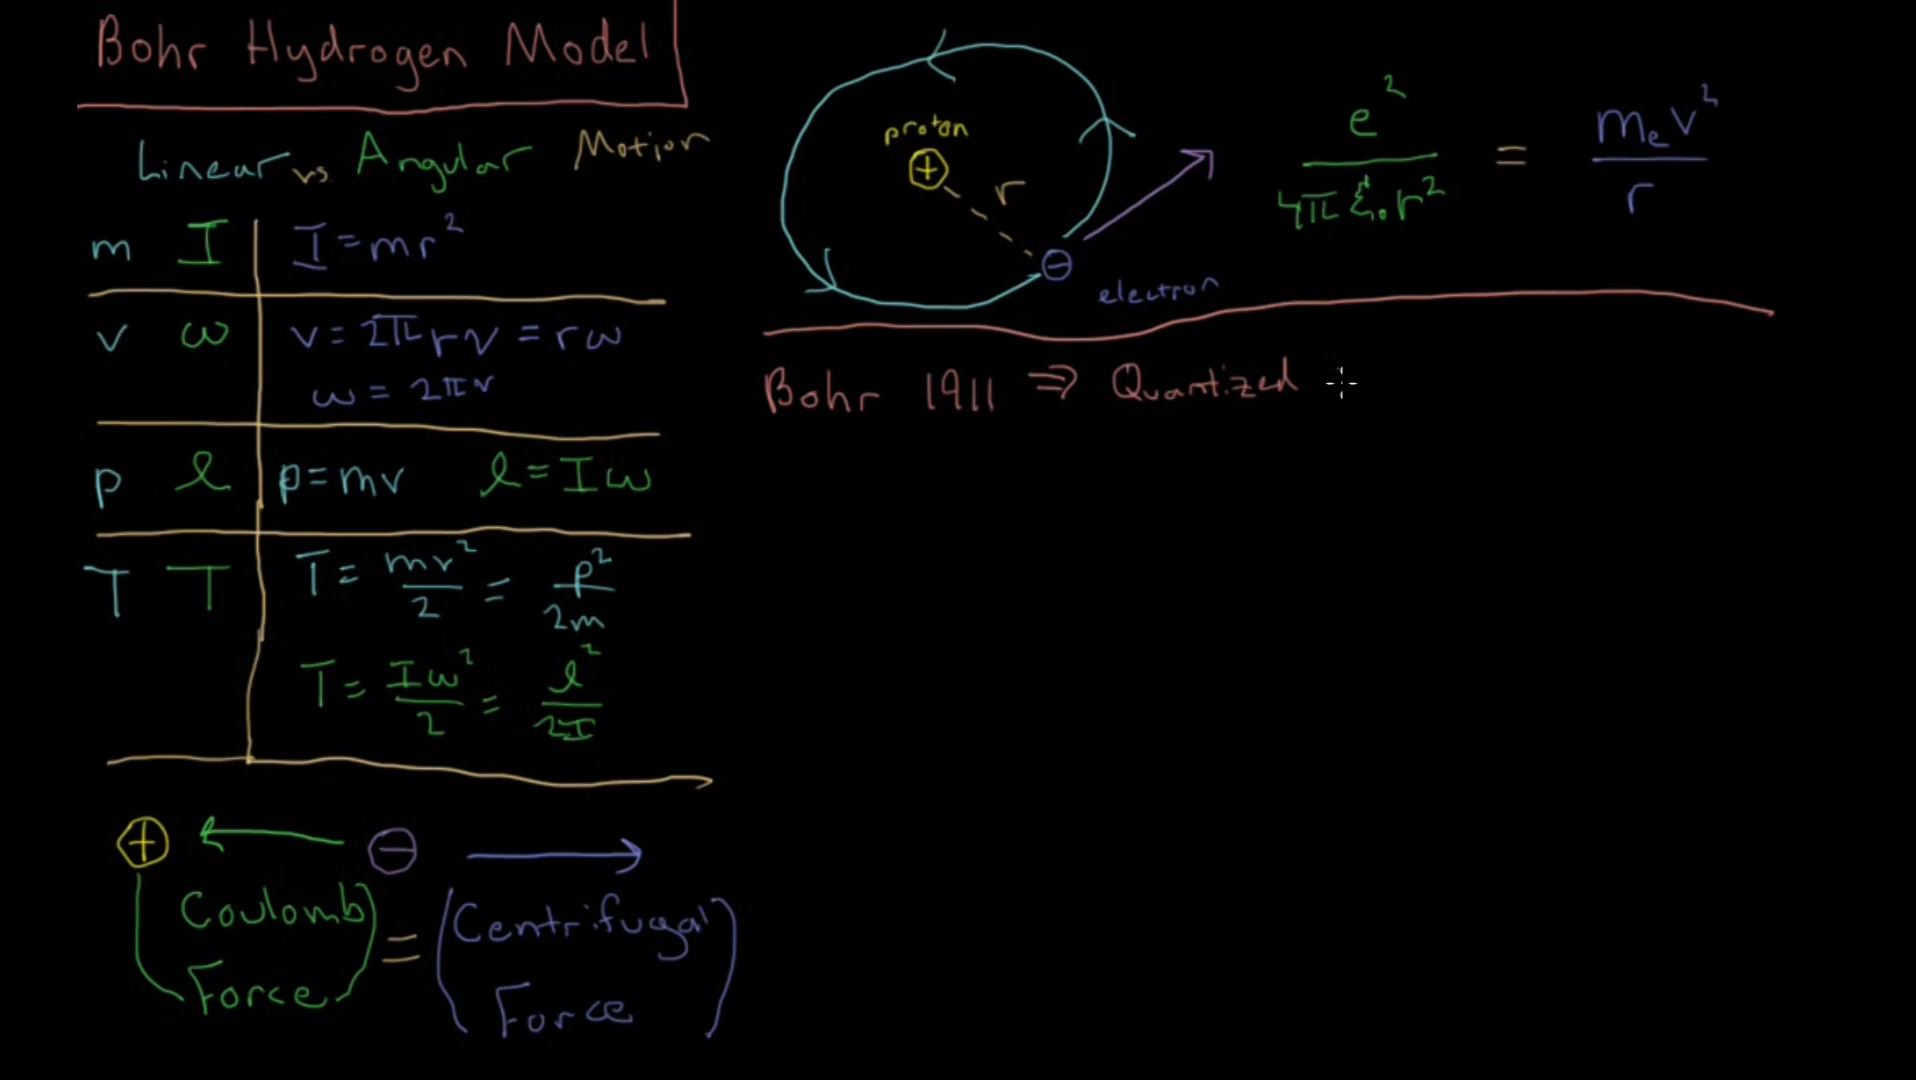 Bohr Hydrogen Model
Linear vs. Angular Motion
m I I = mr²
v ω v = 2πrν = rω
ω = 2πν
p l p = mv l = Iω
T T T = mv²/2 = p²/2m
T = Iω²/2 = l²/2I
+ −
(Coulomb Force) = (Centrifugal Force)
proton
+
r
−
electron
e²/4πε₀r² = mₑv²/r
Bohr 1911 ⇒ Quantized